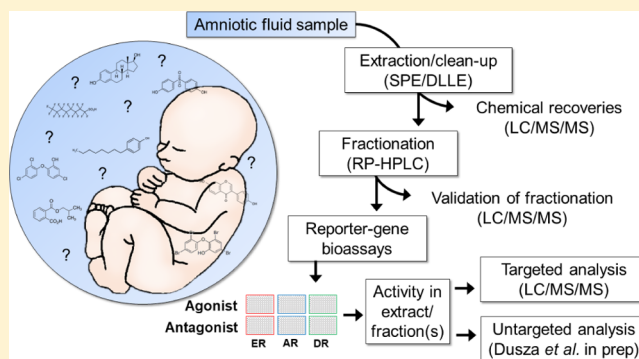 Amniotic fluid sample
Extraction/clean-up
(SPE/DLLE)
Chemical recoveries
(LC/MS/MS)
Fractionation
(RP-HPLC)
Validation of fractionation
(LC/MS/MS)
Reporter-gene
bioassays
Agonist
Antagonist
ER AR DR
Activity in
extract/
fraction(s)
Targeted analysis
(LC/MS/MS)
Untargeted analysis
(Dusza et al. in prep)
?
?
?
?
?
?
?